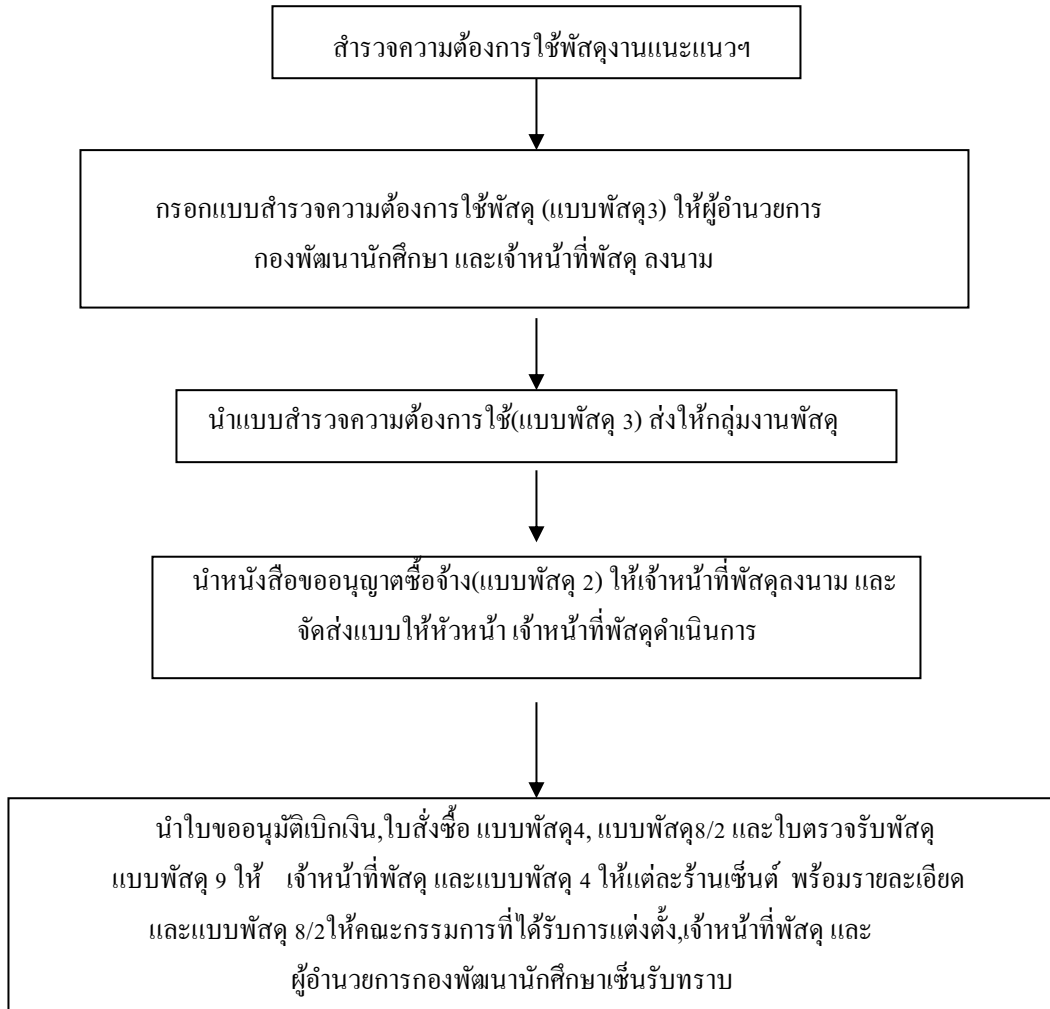 สำรวจความต้องการใช้พัสดุงานแนะแนวฯ
กรอกแบบสำรวจความต้องการใช้พัสดุ (แบบพัสดุ3) ให้ผู้อำนวยการ
กองพัฒนานักศึกษา และเจ้าหน้าที่พัสดุ ลงนาม
นำแบบสำรวจความต้องการใช้(แบบพัสดุ 3) ส่งให้กลุ่มงานพัสดุ
นำหนังสือขออนุญาตซื้อจ้าง(แบบพัสดุ 2) ให้เจ้าหน้าที่พัสดุลงนาม และ
จัดส่งแบบให้หัวหน้า เจ้าหน้าที่พัสดุดำเนินการ
นำใบขออนุมัติเบิกเงิน,ใบสั่งซื้อ แบบพัสดุ4, แบบพัสดุ8/2 และใบตรวจรับพัสดุ
แบบพัสดุ 9 ให้ เจ้าหน้าที่พัสดุ และแบบพัสดุ 4 ให้แต่ละร้านเซ็นต์ พร้อมรายละเอียด
และแบบพัสดุ 8/2ให้คณะกรรมการที่ได้รับการแต่งตั้ง,เจ้าหน้าที่พัสดุ และ
ผู้อำนวยการกองพัฒนานักศึกษาเซ็นรับทราบ